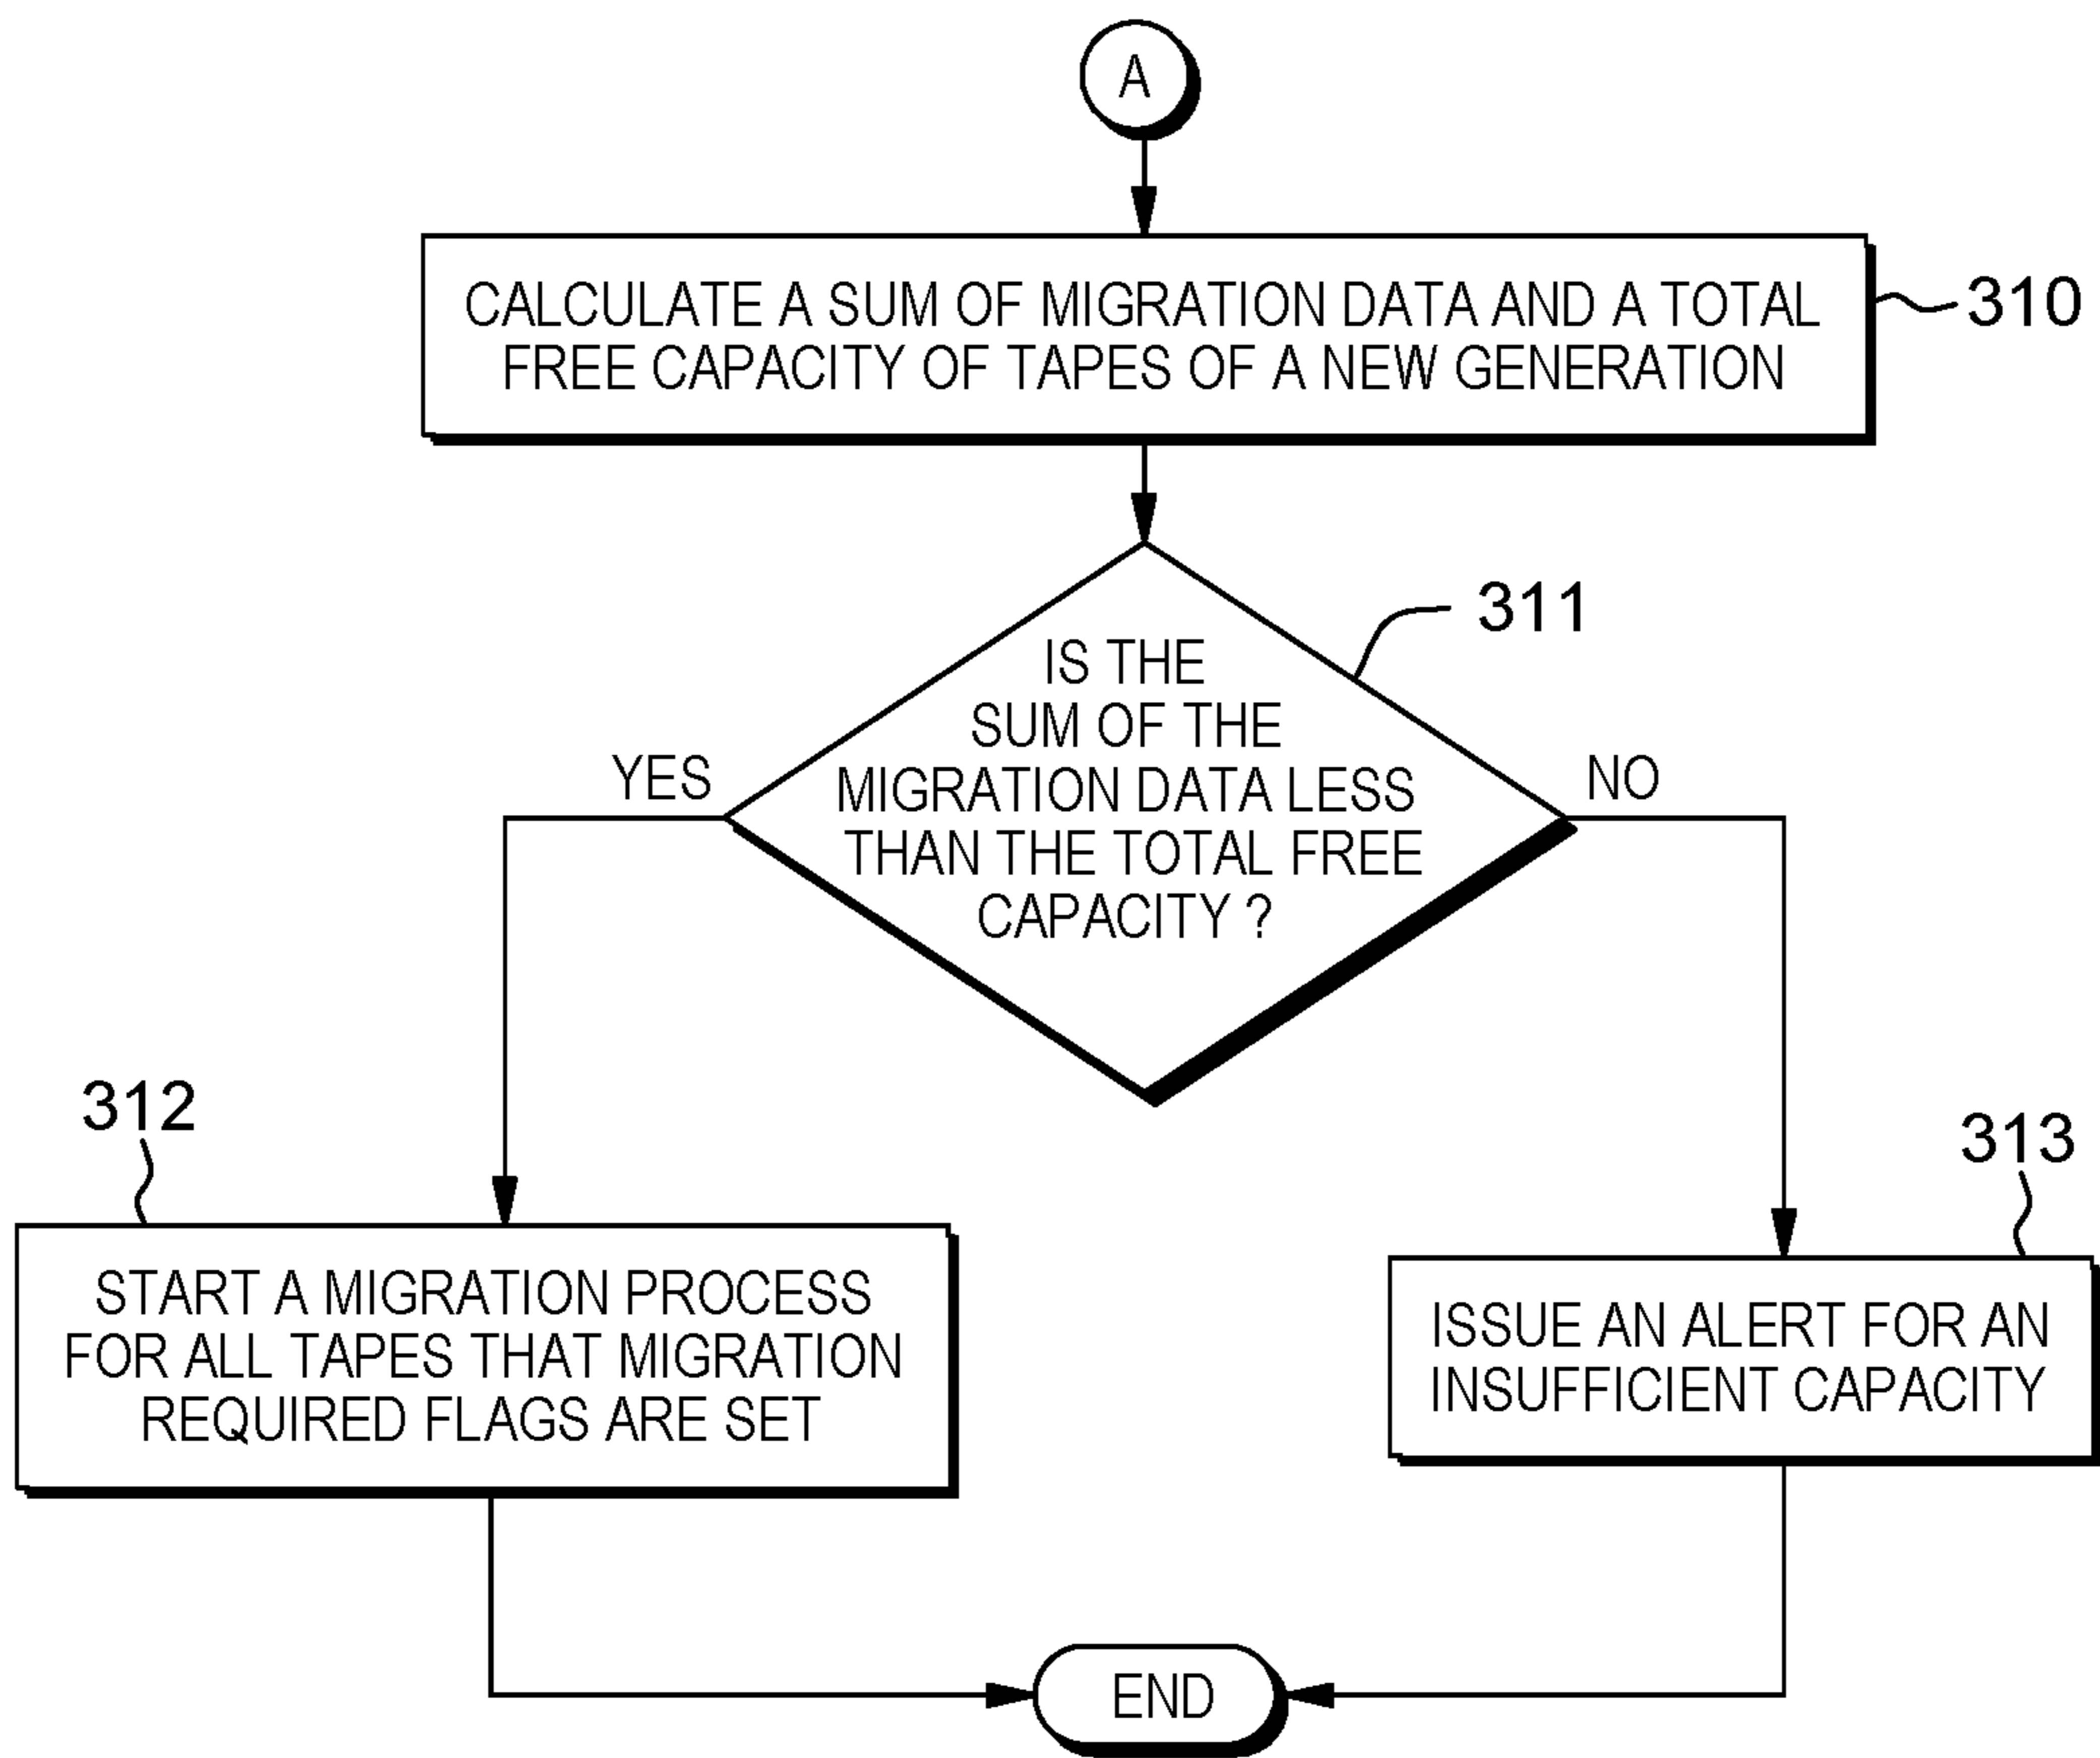 A
CALCULATE A SUM OF MIGRATION DATA AND A TOTAL
FREE CAPACITY OF TAPES OF A NEW GENERATION
310
311
IS THE
SUM OF THE
MIGRATION DATA LESS
THAN THE TOTAL FREE
CAPACITY ?
YES
NO
312
START A MIGRATION PROCESS
FOR ALL TAPES THAT MIGRATION
REQUIRED FLAGS ARE SET
313
ISSUE AN ALERT FOR AN
INSUFFICIENT CAPACITY
END